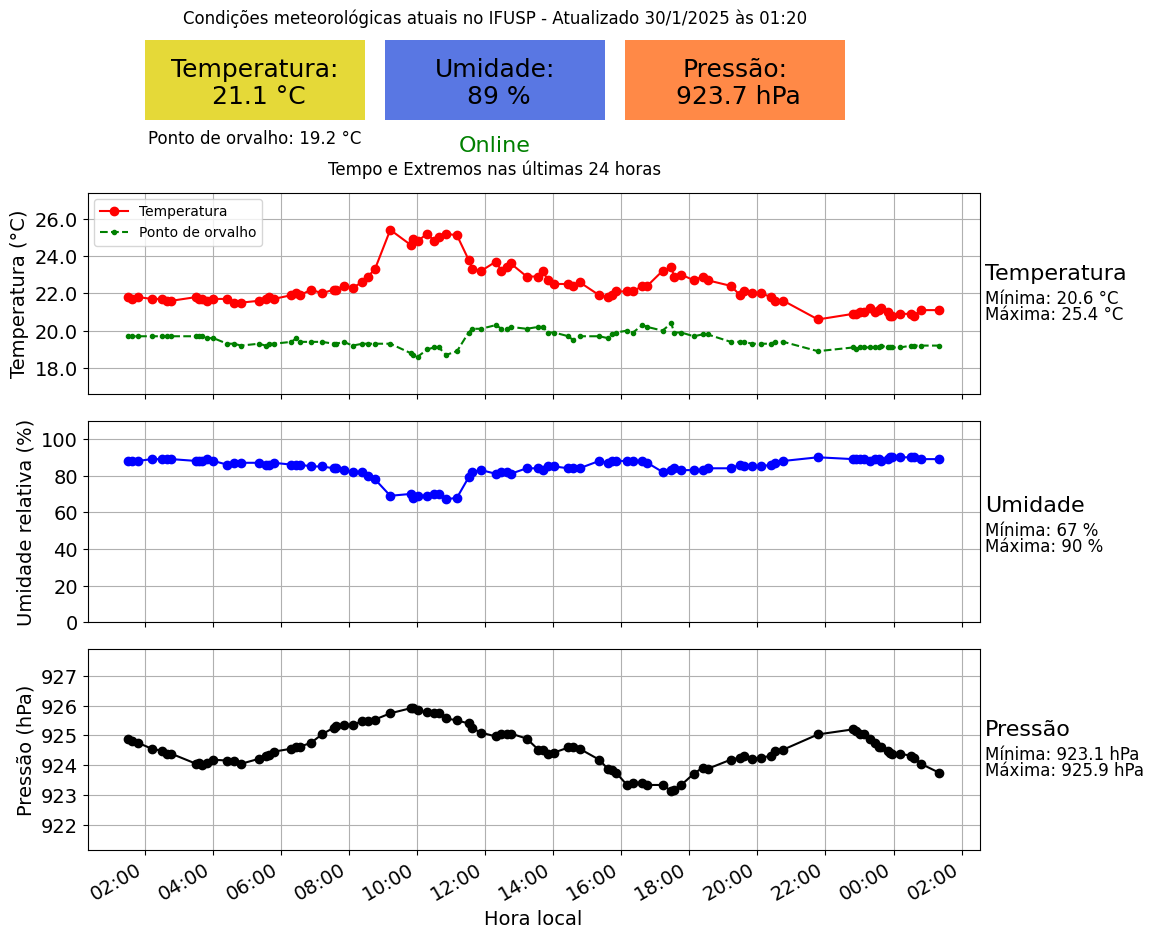 Condições meteorológicas atuais no IFUSP - Atualizado 30/1/2025 às 01:20
Temperatura:
21.1 °C
Umidade:
89 %
Pressão:
923.7 hPa
Ponto de orvalho: 19.2 °C
Online
Tempo e Extremos nas últimas 24 horas
Temperatura (°C)
26.0
24.0
22.0
20.0
18.0
Temperatura
Ponto de orvalho
Temperatura
Mínima: 20.6 °C
Máxima: 25.4 °C
Umidade relativa (%)
100
80
60
40
20
0
Umidade
Mínima: 67 %
Máxima: 90 %
Pressão (hPa)
927
926
925
924
923
922
Pressão
Mínima: 923.1 hPa
Máxima: 925.9 hPa
02:00 04:00 06:00 08:00 10:00 12:00 14:00 16:00 18:00 20:00 22:00 00:00 02:00
Hora local